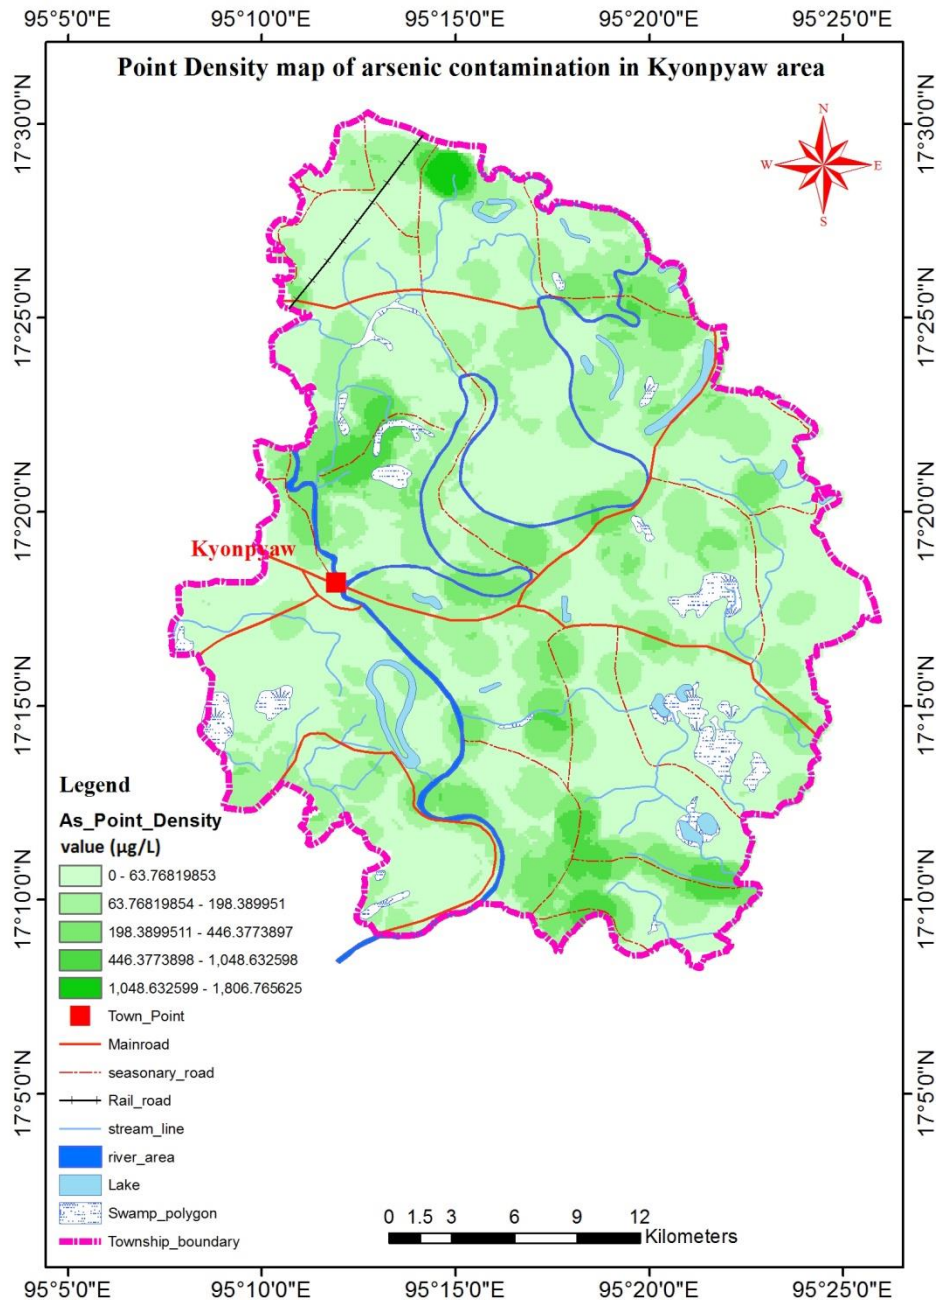 95°5'0"E 95°10'0"E 95°15'0"E 95°20'0"E 95°25'0"E
Point Density map of arsenic contamination in Kyonpyaw area
N
W E
S
17°30'0"N 17°30'0"N
17°25'0"N 17°25'0"N
17°20'0"N 17°20'0"N
Kyonpyaw
17°15'0"N 17°15'0"N
17°10'0"N 17°10'0"N
17°5'0"N 17°5'0"N
Legend
As_Point_Density
value (µg/L)
0 - 63.76819853
63.76819854 - 198.389951
198.3899511 - 446.3773897
446.3773898 - 1,048.632598
1,048.632599 - 1,806.765625
Town_Point
Mainroad
seasonary_road
Rail_road
stream_line
river_area
Lake
Swamp_polygon
Township_boundary
0 1.5 3 6 9 12
Kilometers
95°5'0"E 95°10'0"E 95°15'0"E 95°20'0"E 95°25'0"E